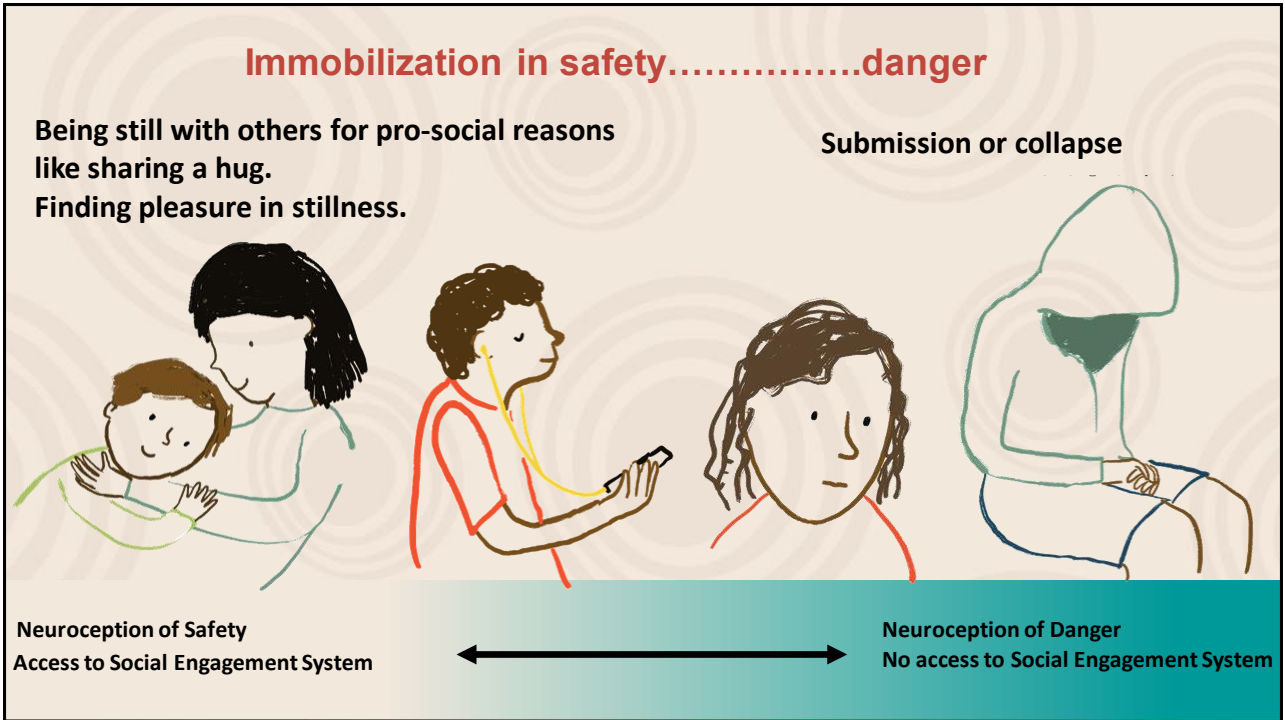 Immobilization in safety................danger
Being still with others for pro-social reasons
like sharing a hug.
Finding pleasure in stillness.
Submission or collapse
Neuroception of Safety
Access to Social Engagement System
Neuroception of Danger
No access to Social Engagement System